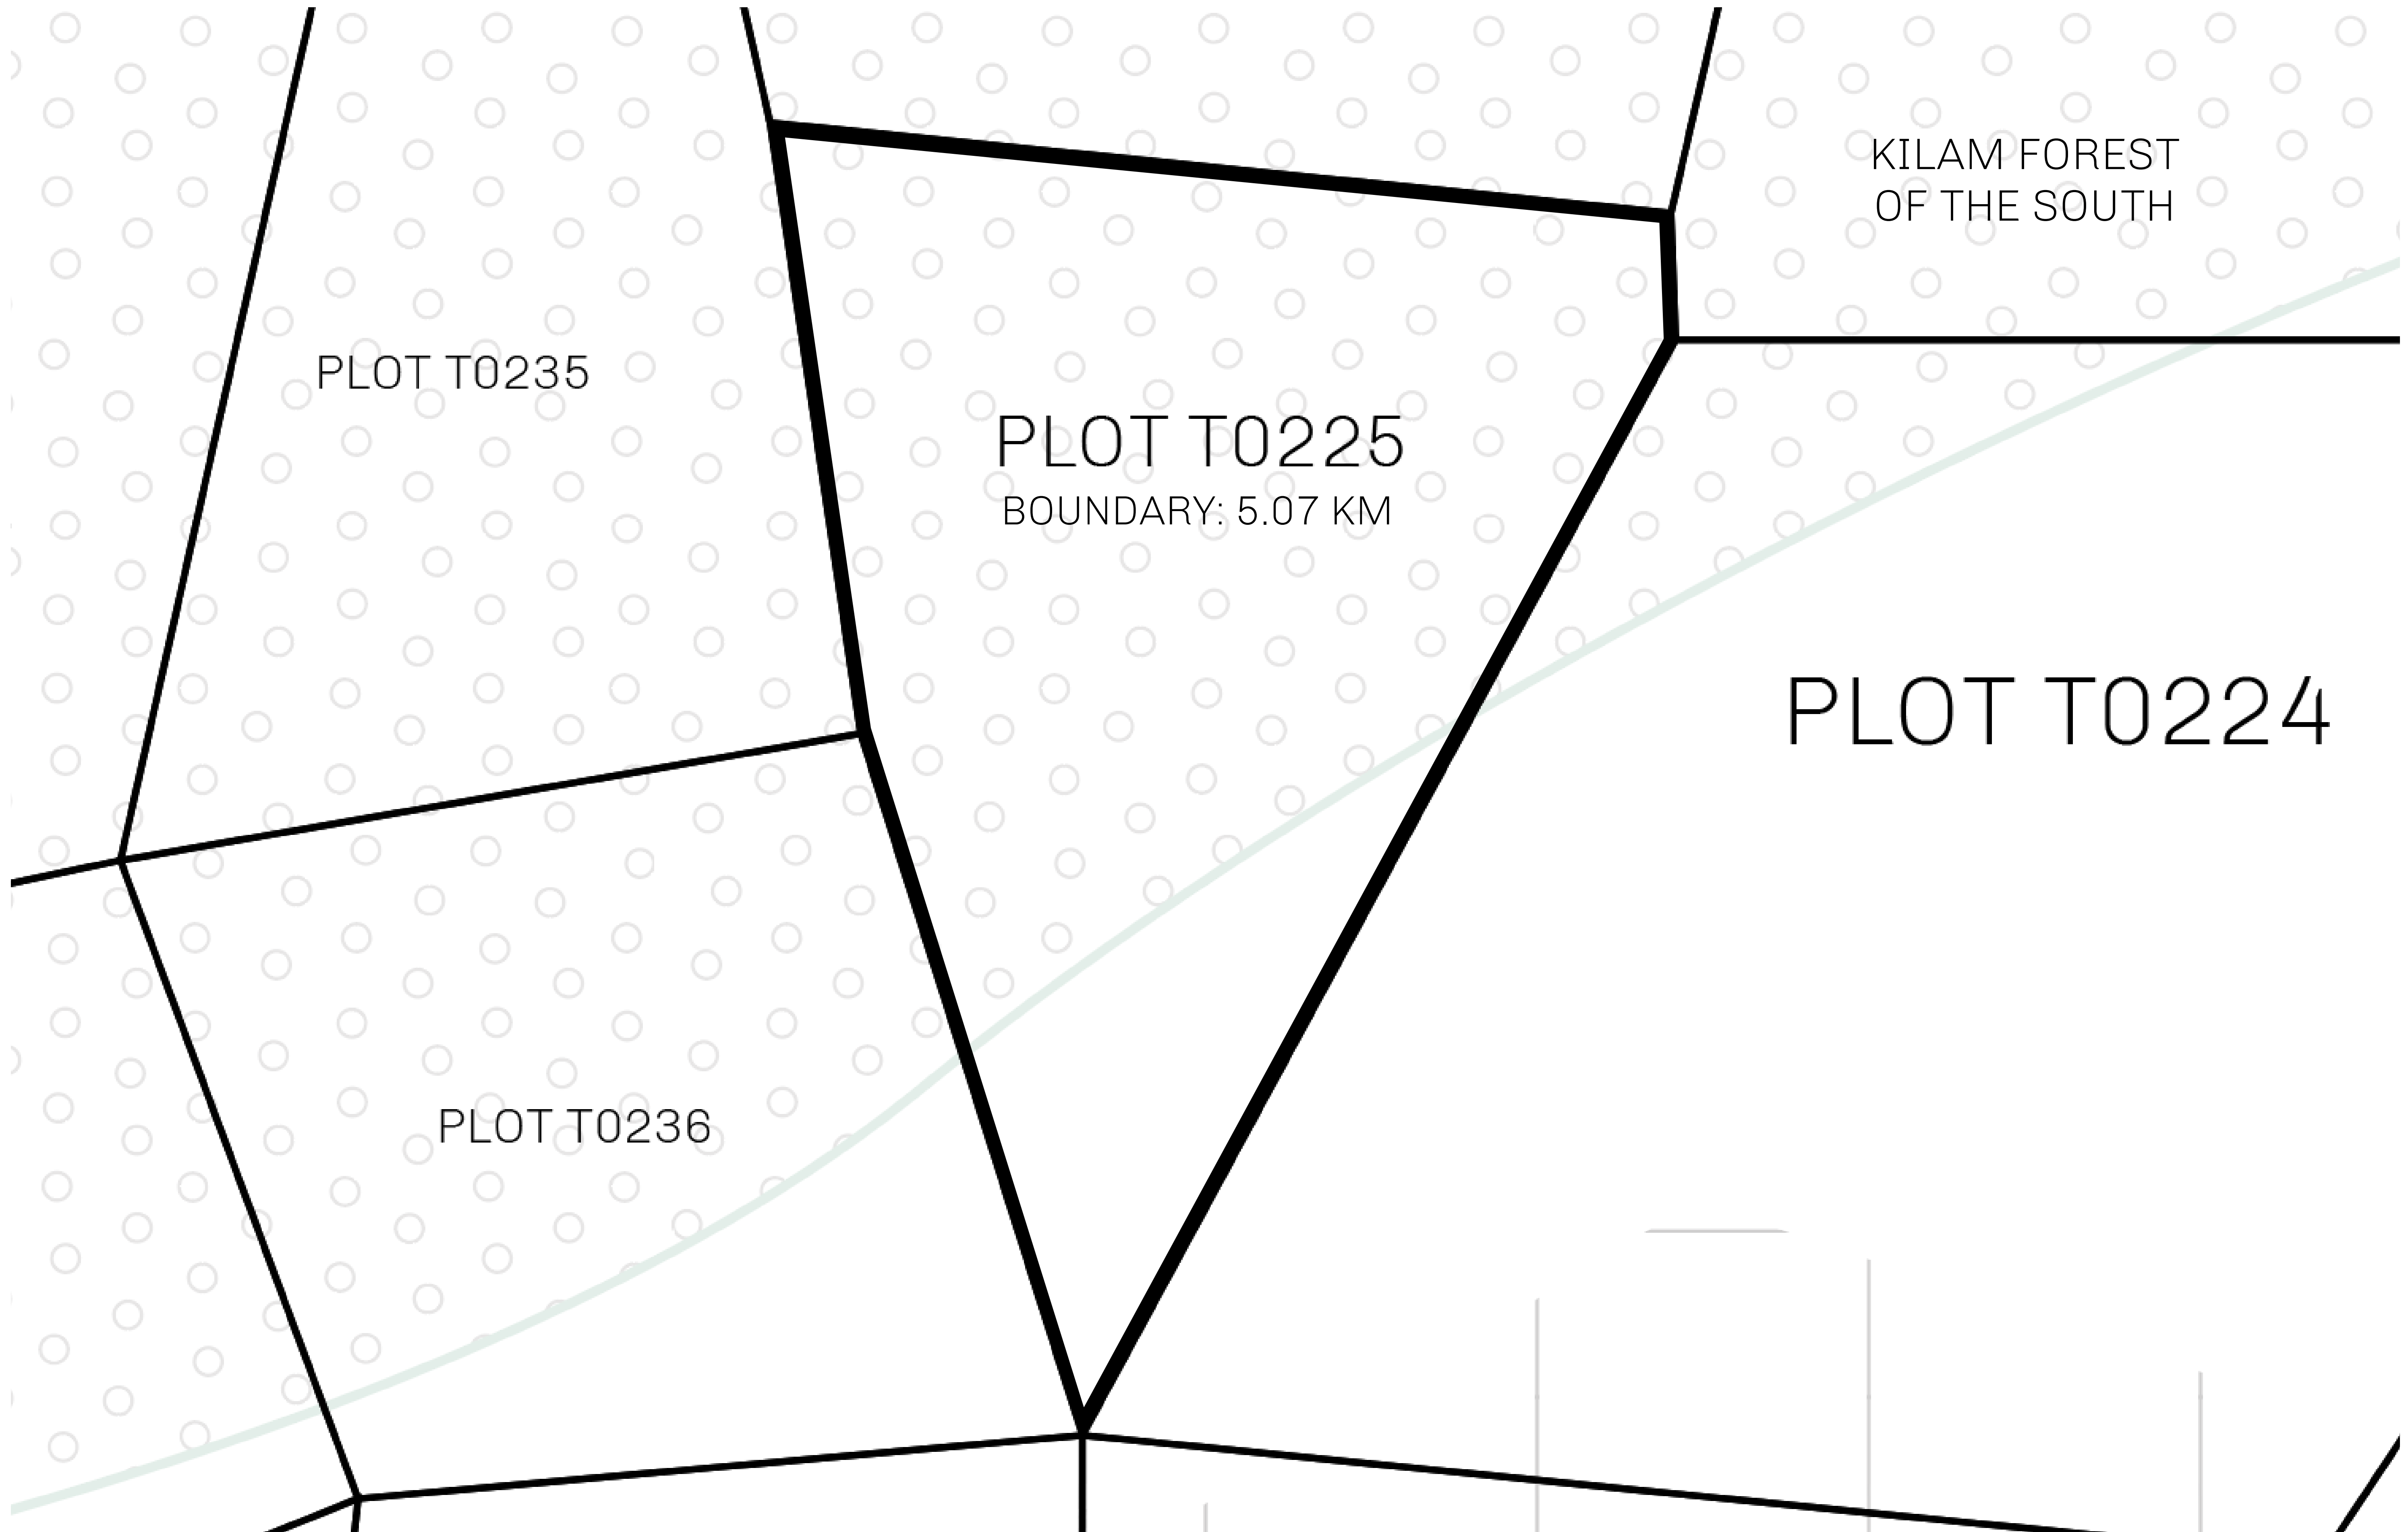 KILAM FOREST
OF THE SOUTH
PLOT T0235
PLOT T0225
BOUNDARY: 5.07 KM
PLOT T0224
PLOT T0236